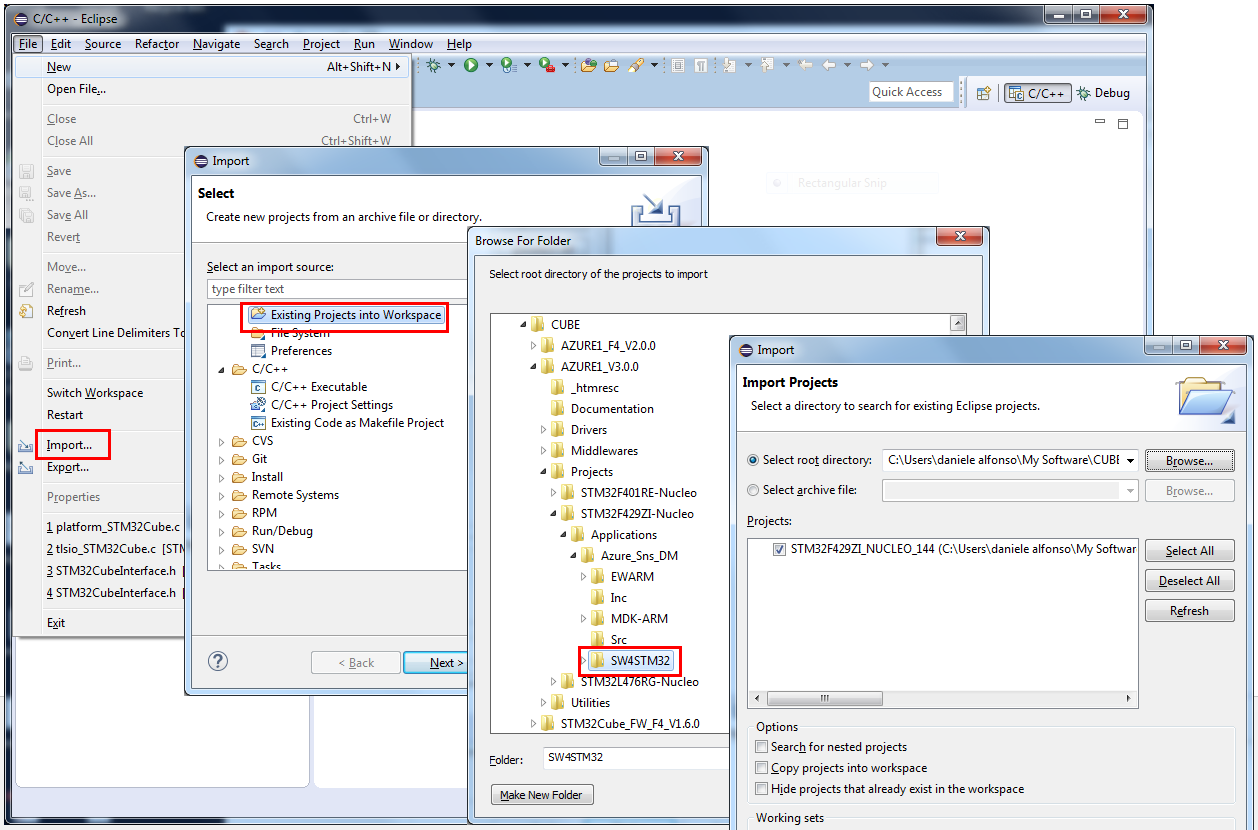 C/C++ - Eclipse
File Edit Source Refactor Navigate Search Project Run Window Help
New Alt+Shift+N
Open File...
Close Ctrl+W
Close All Ctrl+Shift+W
Save
Save As...
Save All
Revert
Move...
Rename...
Refresh
Convert Line Delimiters To
Print...
Switch Workspace
Restart
Import...
Export...
Properties
1 platform_STM32Cube.c
2 tlsio_STM32Cube.c [STM
3 STM32CubeInterface.h [
4 STM32CubeInterface.h [
Exit
Quick Access
C/C++ Debug
Rectangular Snip
Import
Select
Create new projects from an archive file or directory.
Select an import source:
type filter text
Existing Projects into Workspace
File System
Preferences
C/C++
C/C++ Executable
C/C++ Project Settings
Existing Code as Makefile Project
CVS
Git
Install
Remote Systems
RPM
Run/Debug
SVN
Tasks
< Back Next >
Browse For Folder
Select root directory of the projects to import
CUBE
AZURE1_F4_V2.0.0
AZURE1_V3.0.0
_htmresc
Documentation
Drivers
Middlewares
Projects
STM32F401RE-Nucleo
STM32F429ZI-Nucleo
Applications
Azure_Sns_DM
EWARM
Inc
MDK-ARM
Src
SW4STM32
STM32L476RG-Nucleo
Utilities
STM32Cube_FW_F4_V1.6.0
Folder: SW4STM32
Make New Folder
Import
Import Projects
Select a directory to search for existing Eclipse projects.
Select root directory: C:\Users\daniele alfonso\My Software\CUBE Browse...
Select archive file: Browse...
Projects:
STM32F429ZI_NUCLEO_144 (C:\Users\daniele alfonso\My Softwar
Select All
Deselect All
Refresh
Options
Search for nested projects
Copy projects into workspace
Hide projects that already exist in the workspace
Working sets